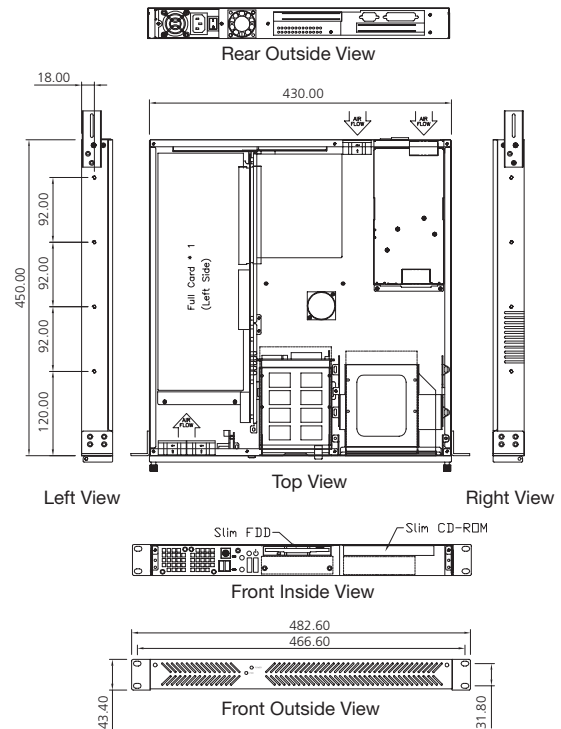 Rear Outside View
18.00
430.00
AIR FLOW
AIR FLOW
450.00
92.00
92.00
92.00
120.00
Full Card * 1
(Left Side)
AIR FLOW
Left View
Top View
Right View
Slim FDD
Slim CD-ROM
Front Inside View
482.60
466.60
43.40
Front Outside View
31.80